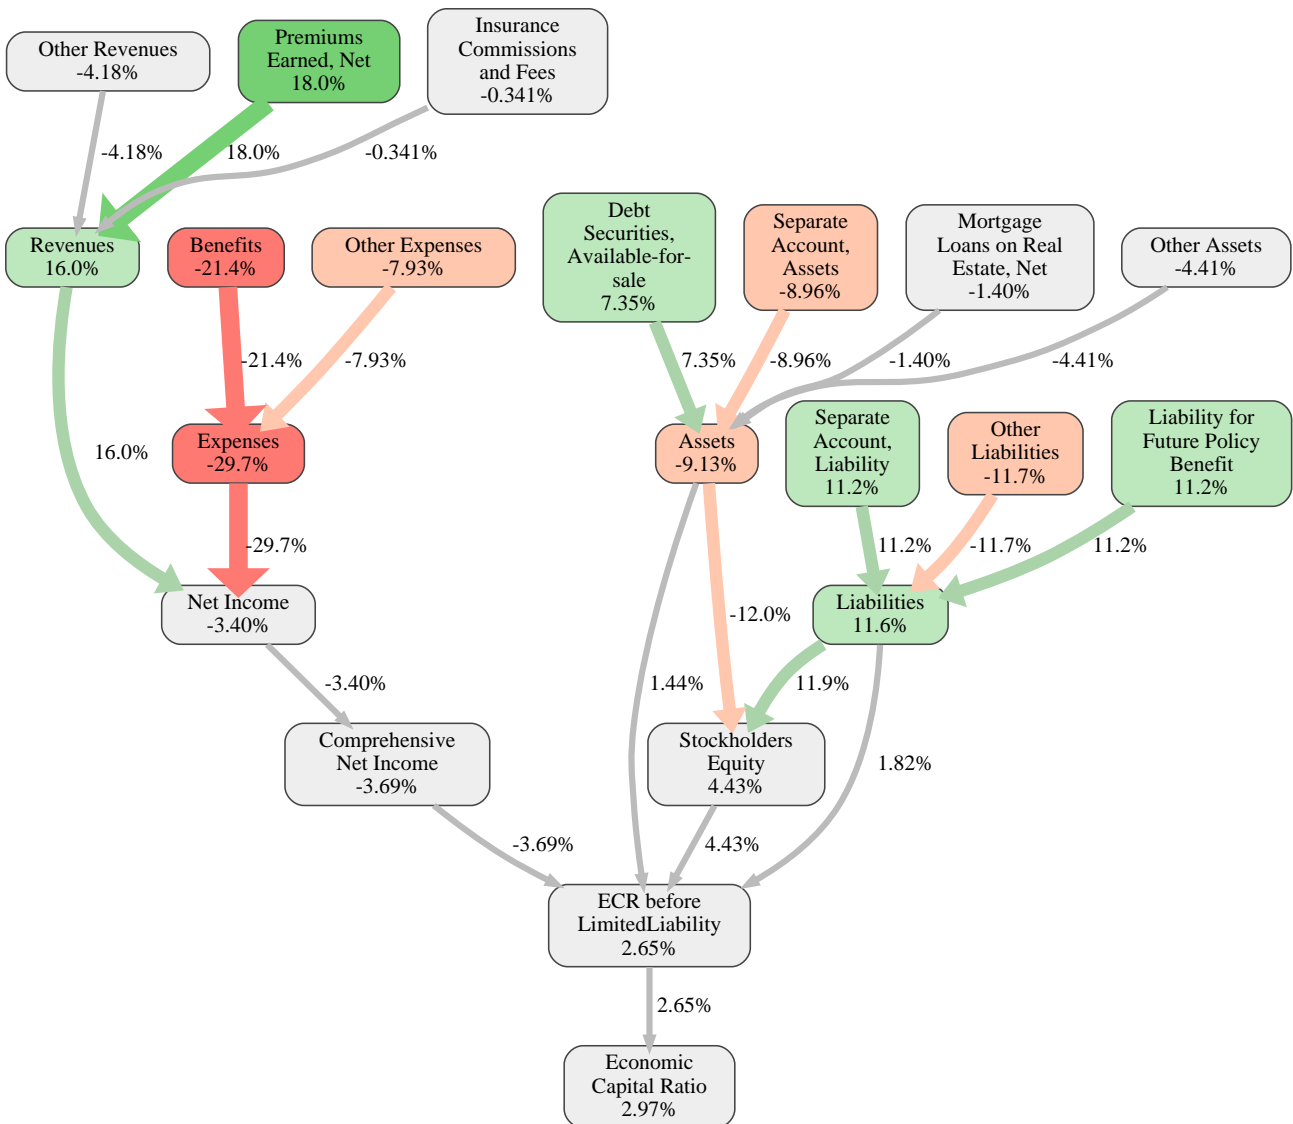 Other Revenues
-4.18%
Premiums
Earned, Net
18.0%
Insurance
Commissions
and Fees
-0.341%
-4.18%
18.0%
-0.341%
Revenues
16.0%
Benefits
-21.4%
Other Expenses
-7.93%
Debt
Securities,
Available-for-
sale
7.35%
Separate
Account,
Assets
-8.96%
Mortgage
Loans on Real
Estate, Net
-1.40%
Other Assets
-4.41%
-21.4%
-7.93%
7.35%
-8.96%
-1.40%
-4.41%
16.0%
Expenses
-29.7%
Assets
-9.13%
Separate
Account,
Liability
11.2%
Other
Liabilities
-11.7%
Liability for
Future Policy
Benefit
11.2%
-29.7%
11.2%
-11.7%
11.2%
Net Income
-3.40%
-12.0%
Liabilities
11.6%
-3.40%
1.44%
11.9%
Comprehensive
Net Income
-3.69%
Stockholders
Equity
4.43%
1.82%
-3.69%
4.43%
ECR before
LimitedLiability
2.65%
2.65%
Economic
Capital Ratio
2.97%